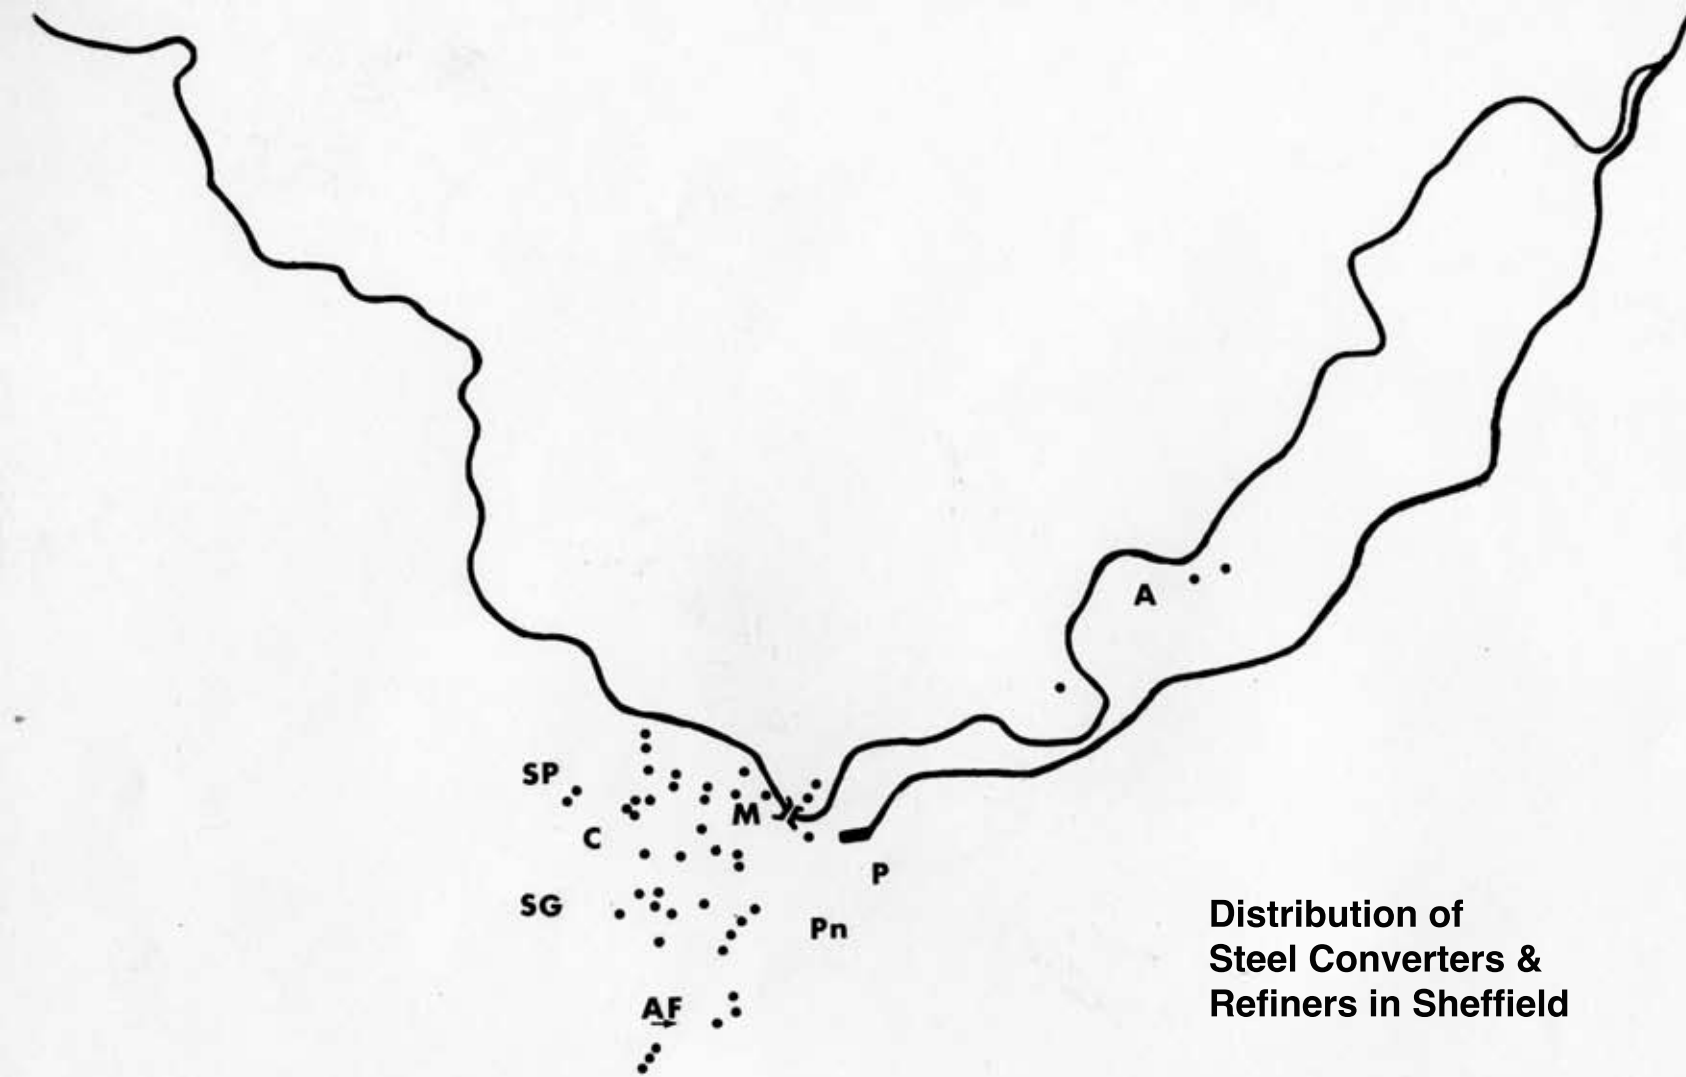 A
SP
M
C
P
SG
Pn
AF
Distribution of
Steel Converters &
Refiners in Sheffield